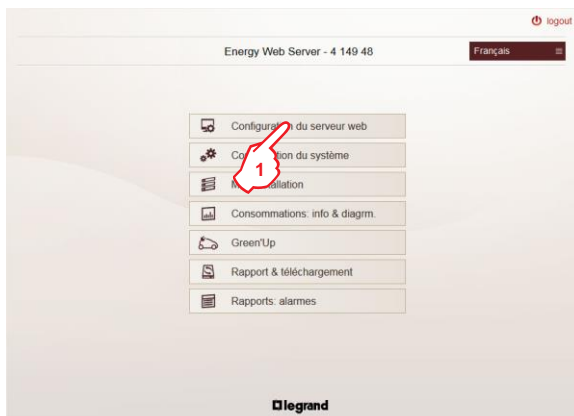 logout
Energy Web Server - 4 149 48
Français
Configuration du serveur web
du système
1
Consommations: info & diagrm.
Green'Up
Rapport & téléchargement
Rapports: alarmes
legrand